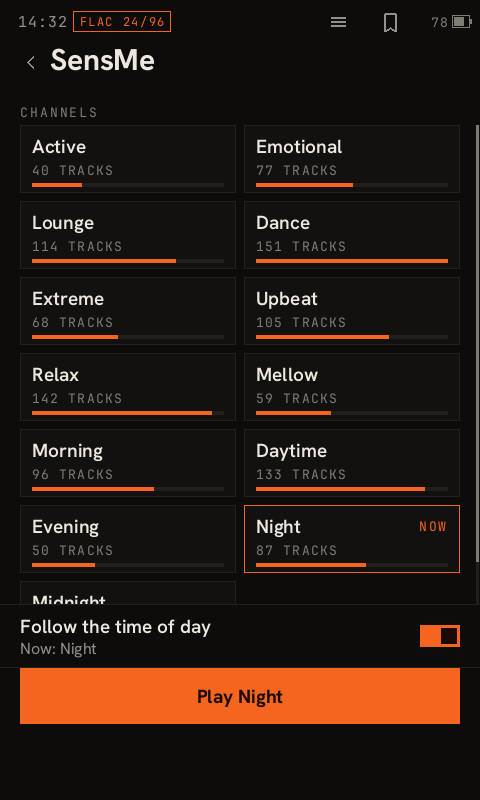 14:32 FLAC 24/96 78
SensMe
CHANNELS
Active
40 TRACKS
Emotional
77 TRACKS
Lounge
114 TRACKS
Dance
151 TRACKS
Extreme
68 TRACKS
Upbeat
105 TRACKS
Relax
142 TRACKS
Mellow
59 TRACKS
Morning
96 TRACKS
Daytime
133 TRACKS
Evening
50 TRACKS
Night NOW
87 TRACKS
Midnight
Follow the time of day
Now: Night
Play Night